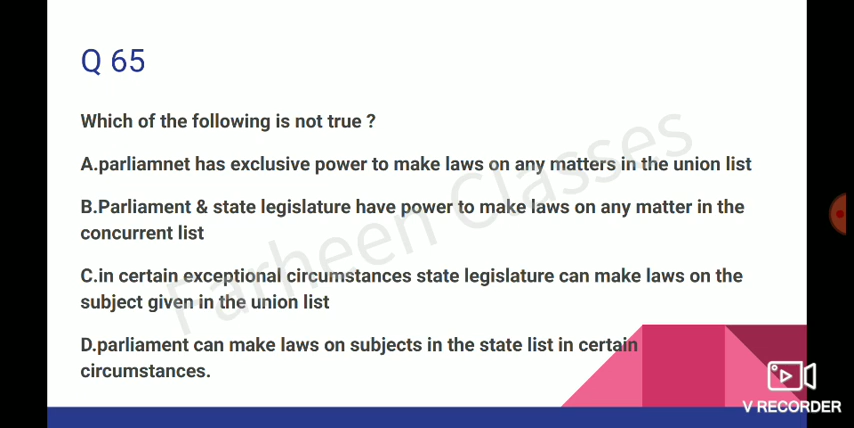 Q 65
Which of the following is not true ?
A.parliamnet has exclusive power to make laws on any matters in the union list
B.Parliament & state legislature have power to make laws on any matter in the
concurrent list
C.in certain exceptional circumstances state legislature can make laws on the
subject given in the union list
D.parliament can make laws on subjects in the state list in certain
circumstances.
Farheen Classes
V RECORDER